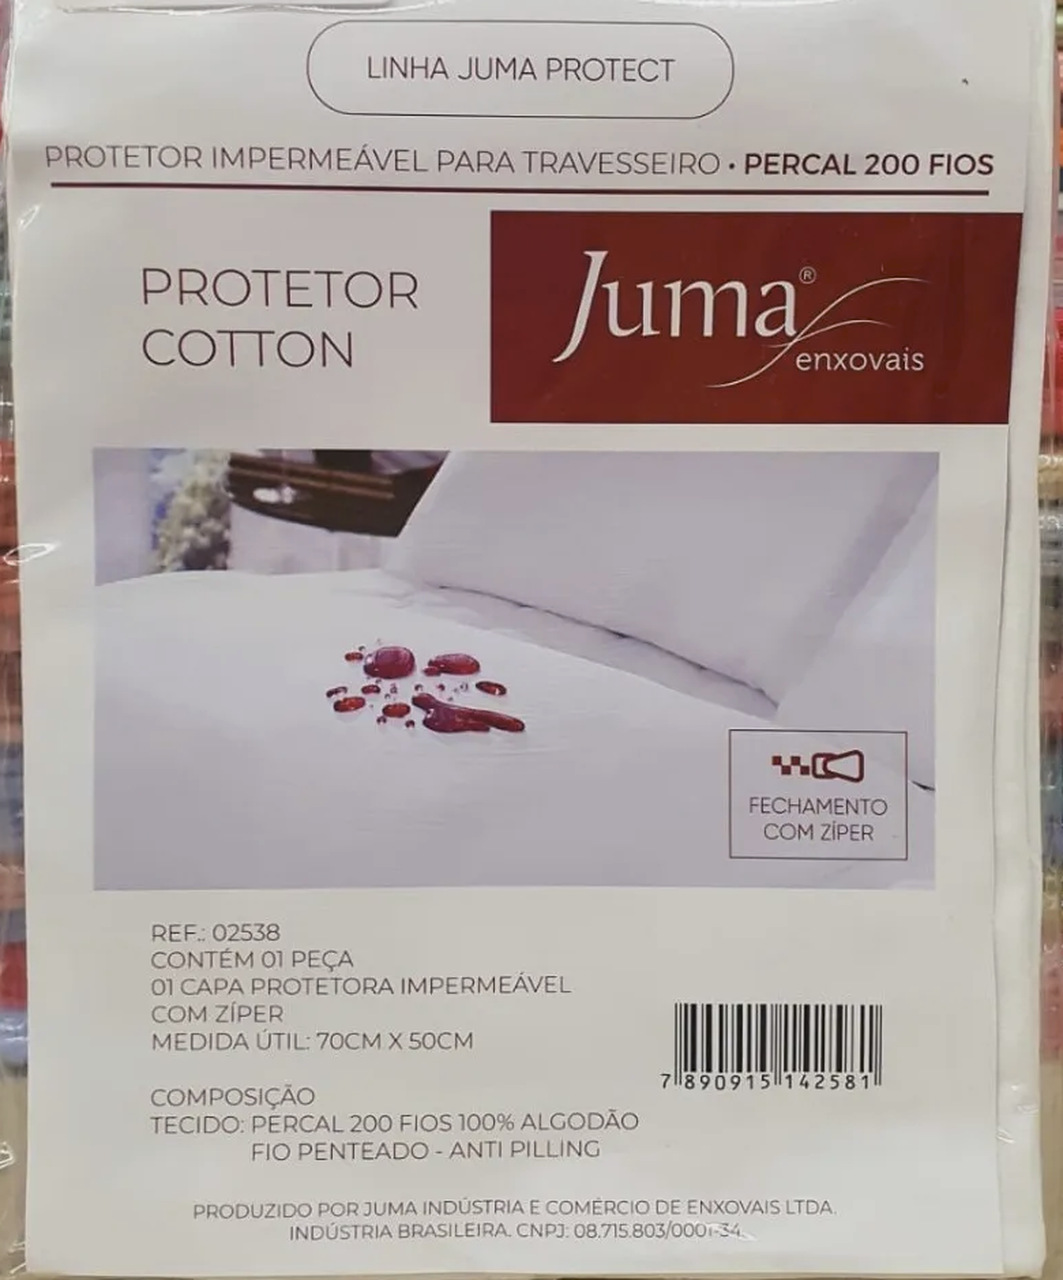 LINHA JUMA PROTECT
PROTETOR IMPERMEÁVEL PARA TRAVESSEIRO • PERCAL 200 FIOS
PROTETOR
COTTON
Juma®
enxovais
FECHAMENTO
COM ZÍPER
REF.: 02538
CONTÉM 01 PEÇA
01 CAPA PROTETORA IMPERMEÁVEL
COM ZÍPER
MEDIDA ÚTIL: 70CM X 50CM
7 890915 142581
COMPOSIÇÃO
TECIDO: PERCAL 200 FIOS 100% ALGODÃO
FIO PENTEADO - ANTI PILLING
PRODUZIDO POR JUMA INDÚSTRIA E COMÉRCIO DE ENXOVAIS LTDA.
INDÚSTRIA BRASILEIRA. CNPJ: 08.715.803/0001-34.